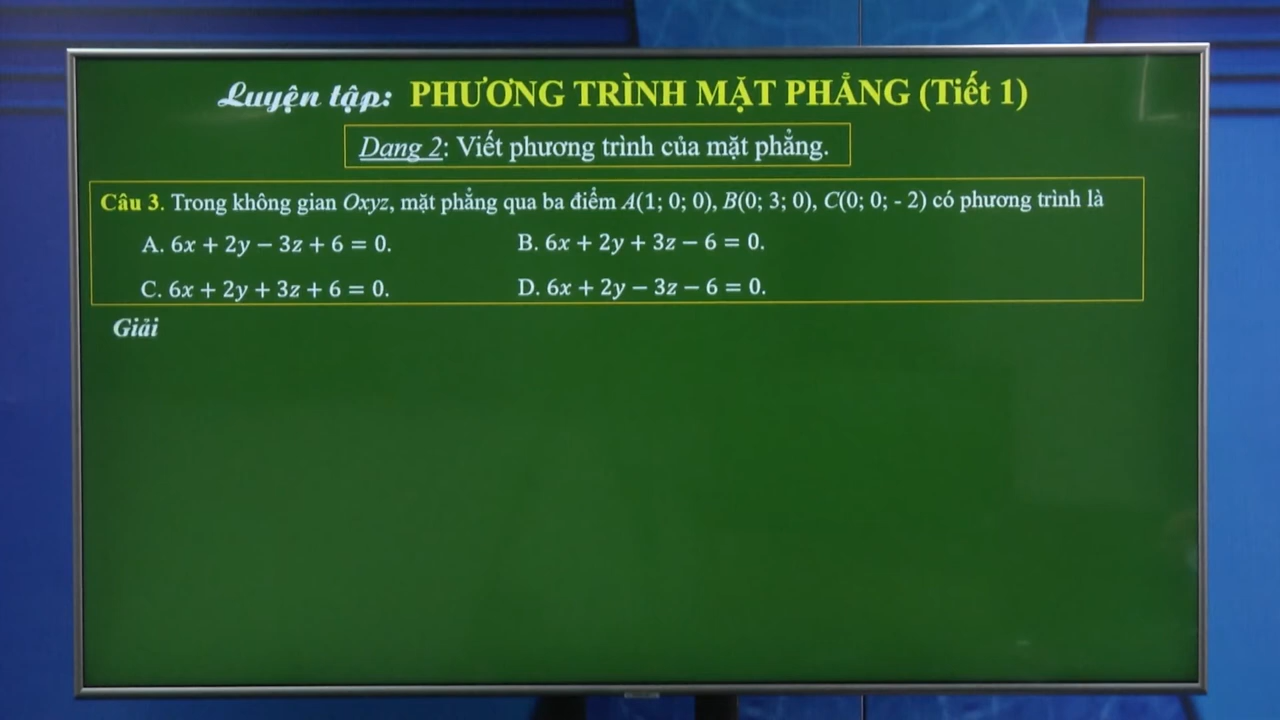 Luyện tập: PHƯƠNG TRÌNH MẶT PHẲNG (Tiết 1)
Dạng 2: Viết phương trình của mặt phẳng.
Câu 3. Trong không gian Oxyz, mặt phẳng qua ba điểm A(1; 0; 0), B(0; 3; 0), C(0; 0; - 2) có phương trình là
A. 6x + 2y − 3z + 6 = 0. B. 6x + 2y + 3z − 6 = 0.
C. 6x + 2y + 3z + 6 = 0. D. 6x + 2y − 3z − 6 = 0.
Giải